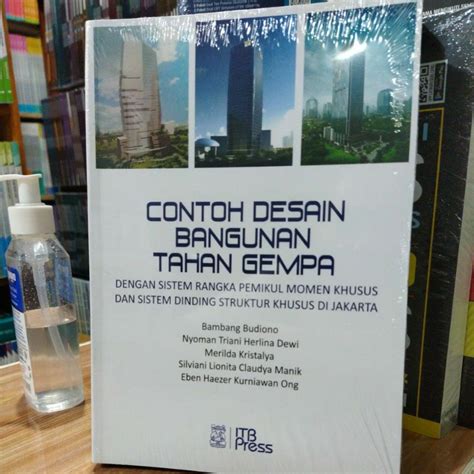 CONTOH DESAIN
BANGUNAN
TAHAN GEMPA
DENGAN SISTEM RANGKA PEMIKUL MOMEN KHUSUS
DAN SISTEM DINDING STRUKTUR KHUSUS DI JAKARTA
Bambang Budiono
Nyoman Triani Herlina Dewi
Merilda Kristalya
Silviani Lionita Claudya Manik
Eben Haezer Kurniawan Ong
ITB
Press